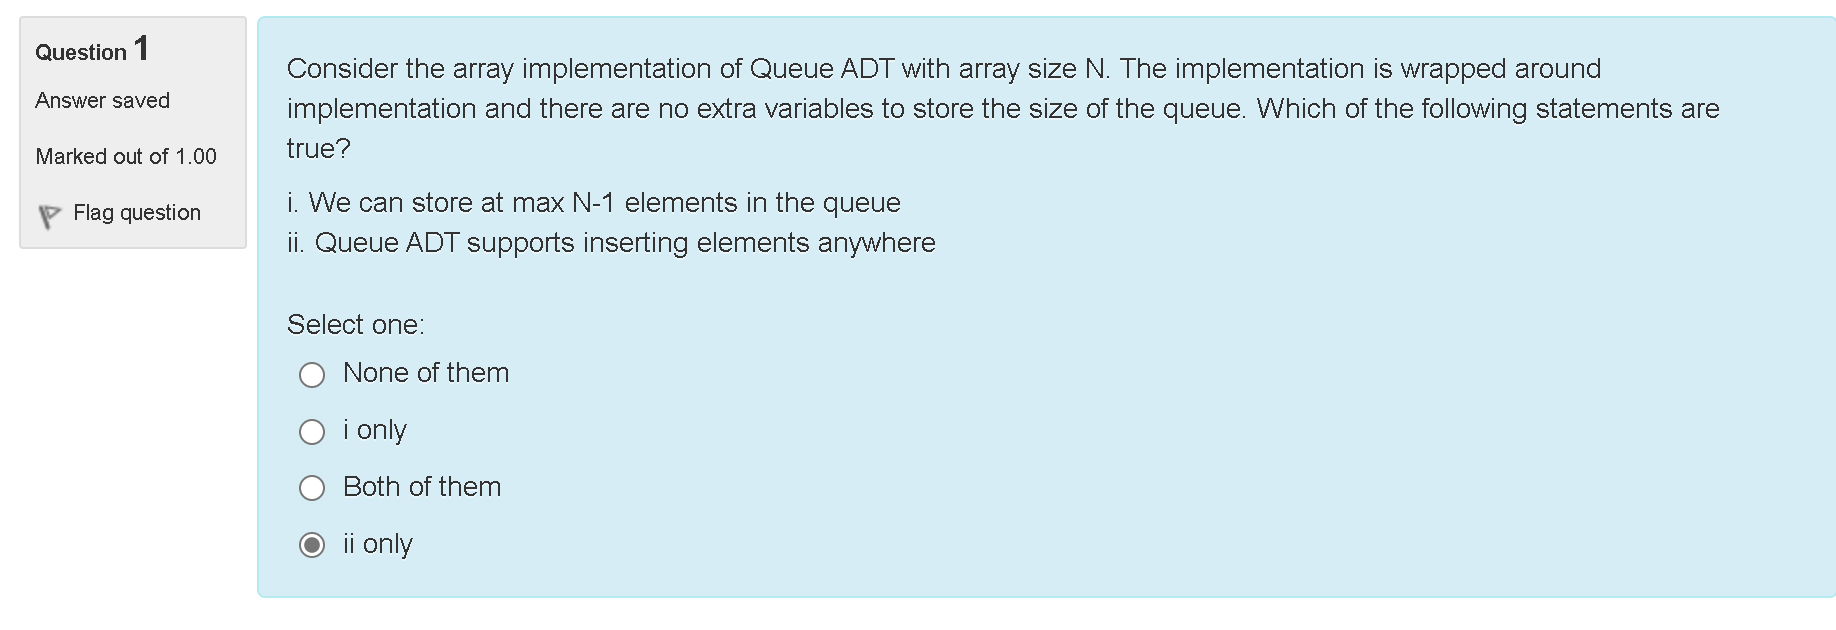 Question 1
Answer saved
Marked out of 1.00
Flag question
Consider the array implementation of Queue ADT with array size N. The implementation is wrapped around
implementation and there are no extra variables to store the size of the queue. Which of the following statements are
true?
i. We can store at max N-1 elements in the queue
ii. Queue ADT supports inserting elements anywhere
Select one:
None of them
i only
Both of them
ii only